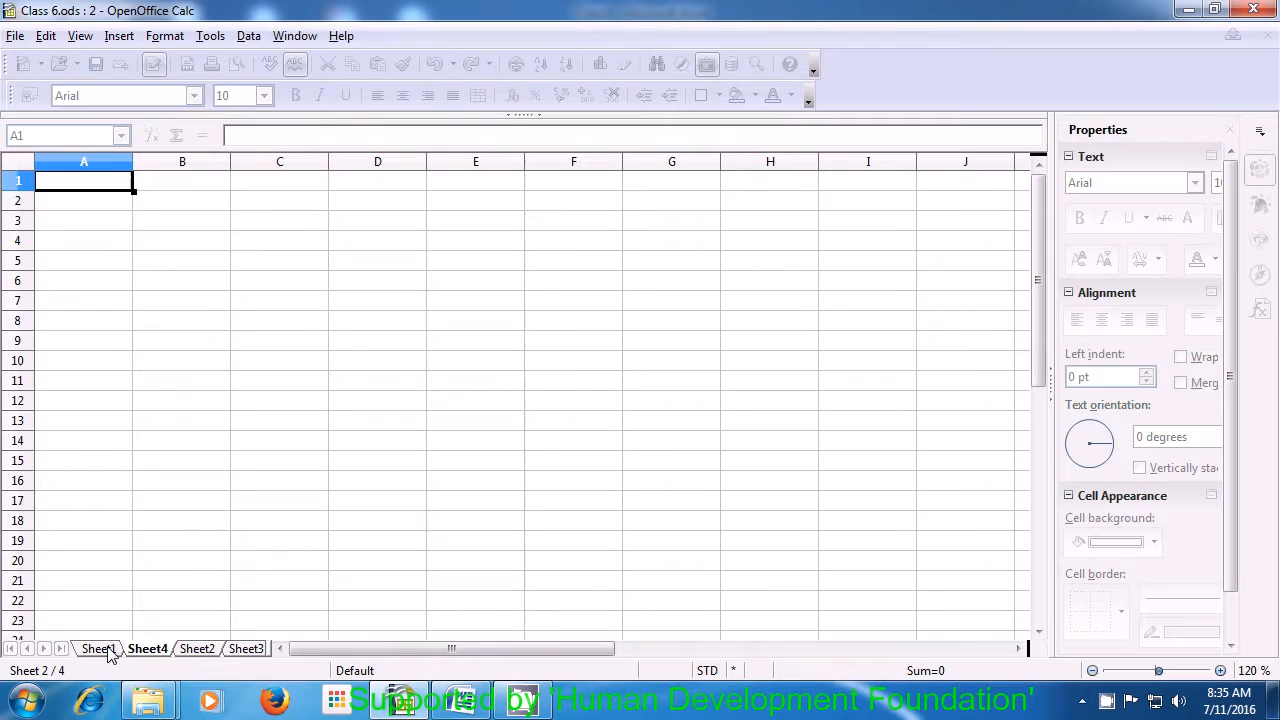 Class 6.ods : 2 - OpenOffice Calc
File Edit View Insert Format Tools Data Window Help
Arial 10
A1
A B C D E F G H I J
1
2
3
4
5
6
7
8
9
10
11
12
13
14
15
16
17
18
19
20
21
22
23
Properties
Text
Arial
Alignment
Left indent: Wrap
0 pt Merg
Text orientation:
0 degrees
Vertically sta
Cell Appearance
Cell background:
Cell border:
Sheet1 Sheet4 Sheet2 Sheet3
Sheet 2 / 4 Default STD * Sum=0 120 %
Supported by 'Human Development Foundation'
8:35 AM
7/11/2016